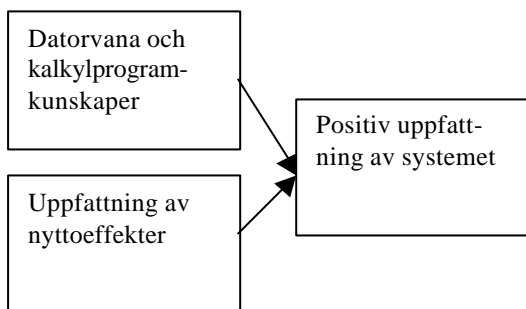 Datorvana och
kalkylprogram-
kunskaper
Positiv uppfatt-
ning av systemet
Uppfattning av
nyttoeffekter